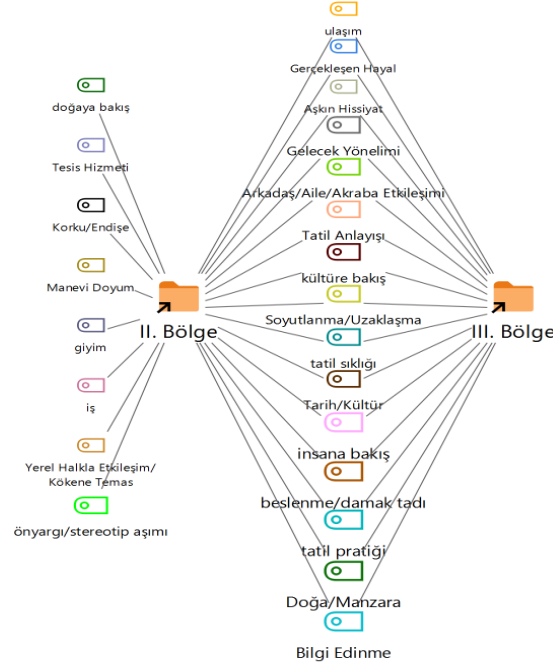 ulaşım
Gerçekleşen Hayal
doğaya bakış
Aşkın Hissiyat
Tesis Hizmeti
Gelecek Yönelimi
Arkadaş/Aile/Akraba Etkileşimi
Korku/Endişe
Tatil Anlayışı
kültüre bakış
Manevi Doyum
Soyutlanma/Uzaklaşma
II. Bölge
III. Bölge
giyim
tatil sıklığı
iş
Tarih/Kültür
insana bakış
Yerel Halkla Etkileşim/
Kökene Temas
beslenme/damak tadı
önyargı/stereotip aşımı
tatil pratiği
Doğa/Manzara
Bilgi Edinme